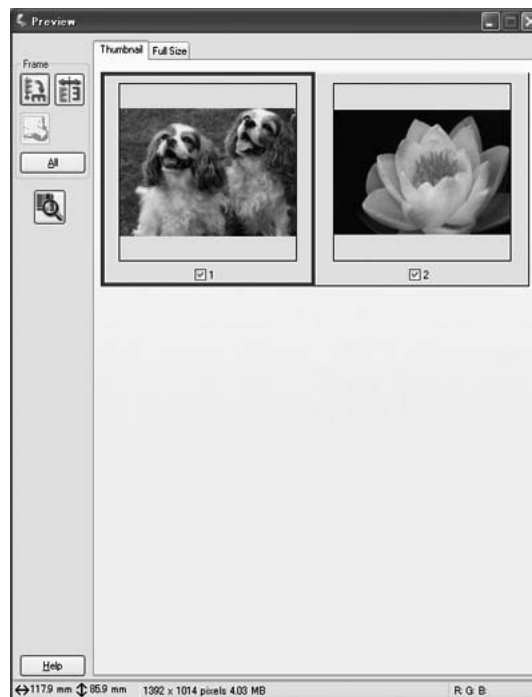 Preview
Thumbnail Full Size
Frame
All
1
2
Help
117.9 mm 85.9 mm 1392 x 1014 pixels 4.03 MB R: G: B: